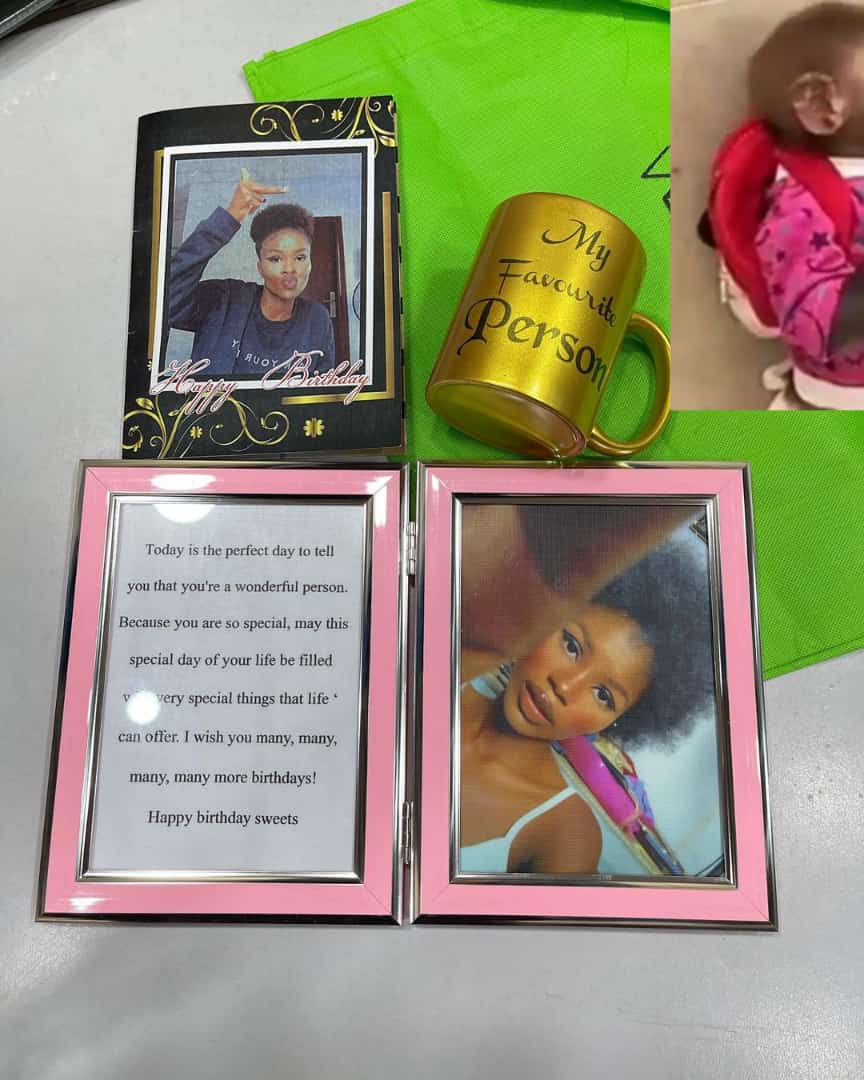 Happy Birthday
My
Favourite
Person
Today is the perfect day to tell
you that you're a wonderful person.
Because you are so special, may this
special day of your life be filled
very special things that life ‘
can offer. I wish you many, many,
many, many more birthdays!
Happy birthday sweets